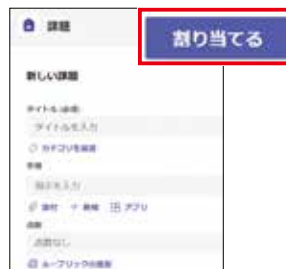 課題
割り当てる
新しい課題
タイトル (必須)
タイトルを入力
カテゴリを追加
手順
指示を入力
添付 + 新規 アプリ
点数
点数なし
ルーブリックの追加